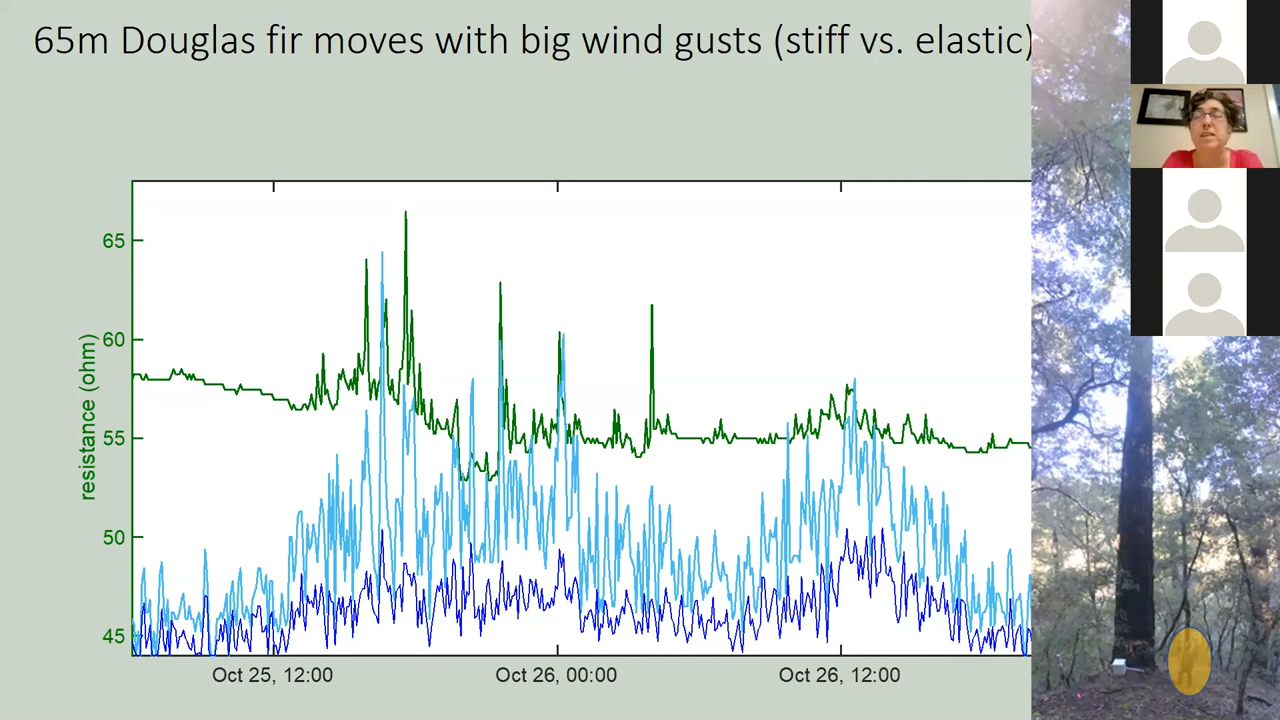 65m Douglas fir moves with big wind gusts (stiff vs. elastic)
65
60
55
50
45
resistance (ohm)
Oct 25, 12:00
Oct 26, 00:00
Oct 26, 12:00